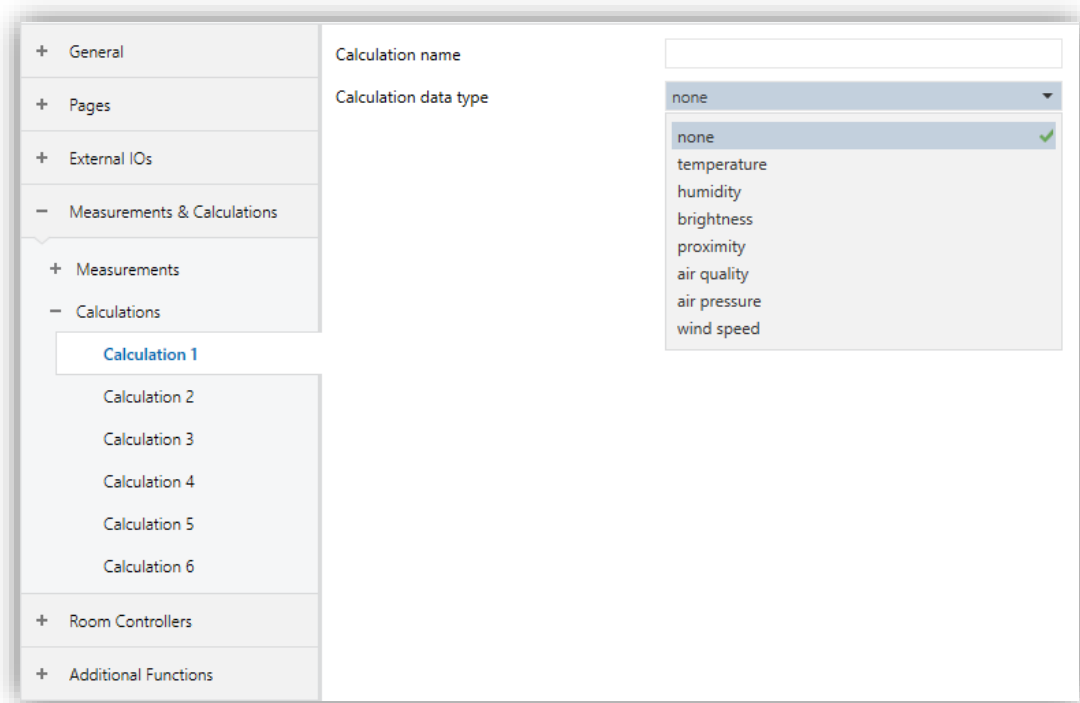 + General
+ Pages
+ External IOs
− Measurements & Calculations
+ Measurements
− Calculations
Calculation 1
Calculation 2
Calculation 3
Calculation 4
Calculation 5
Calculation 6
+ Room Controllers
+ Additional Functions
Calculation name
Calculation data type none
none
temperature
humidity
brightness
proximity
air quality
air pressure
wind speed